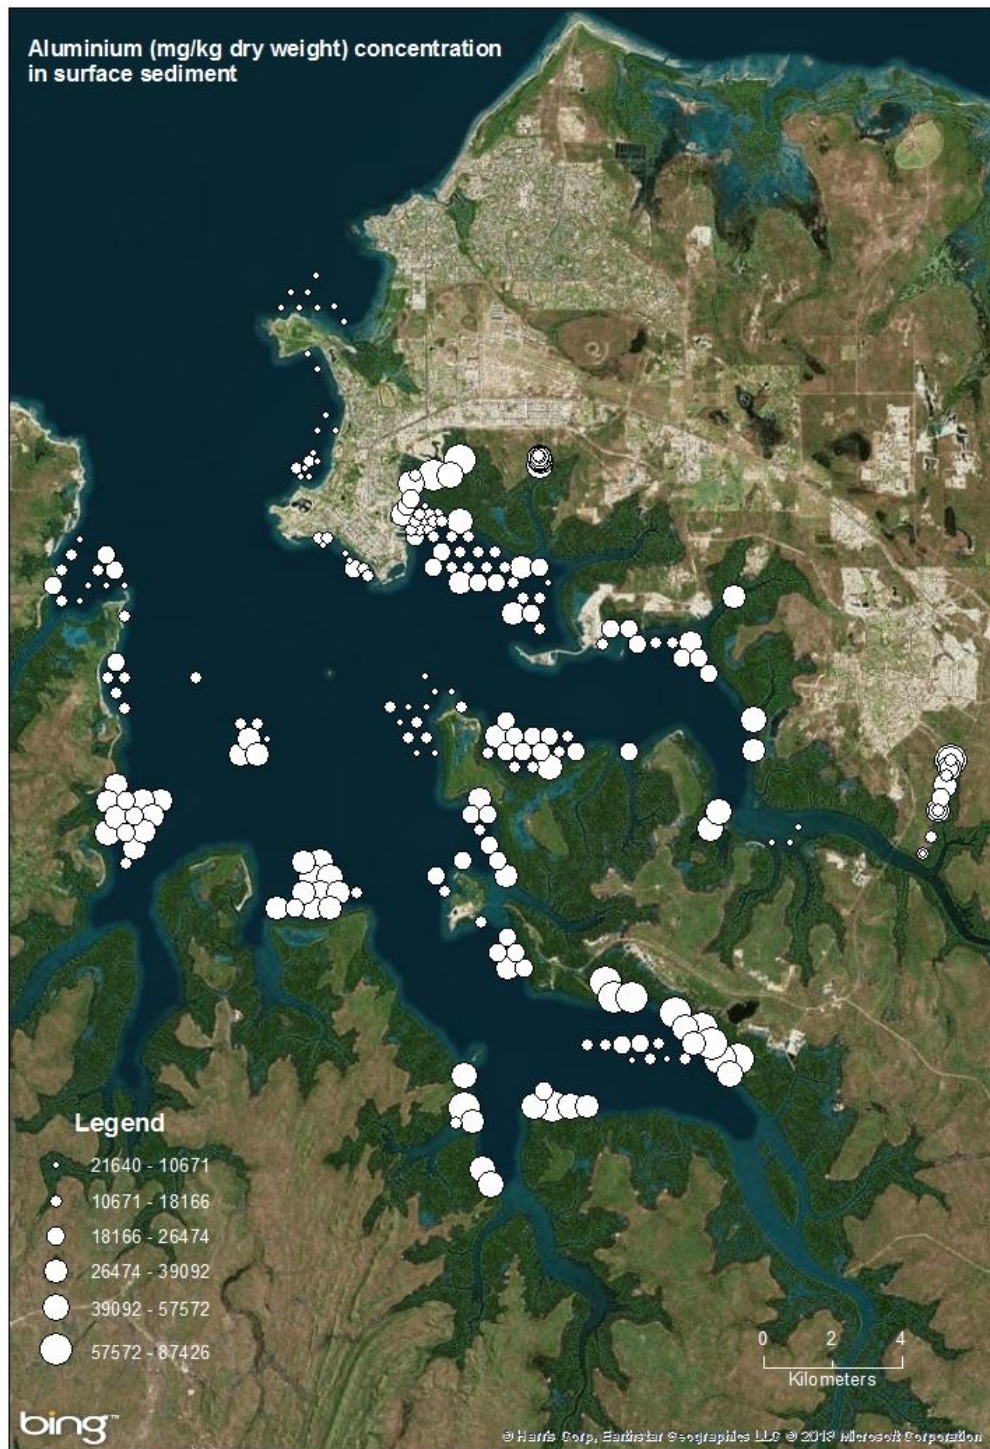 Aluminium (mg/kg dry weight) concentration
in surface sediment
Legend
21640 - 10671
10671 - 18166
18166 - 26474
26474 - 39092
39092 - 57572
57572 - 87426
0 2 4
Kilometers
bing™
© Harris Corp, Earthstar Geographics LLC © 2013 Microsoft Corporation